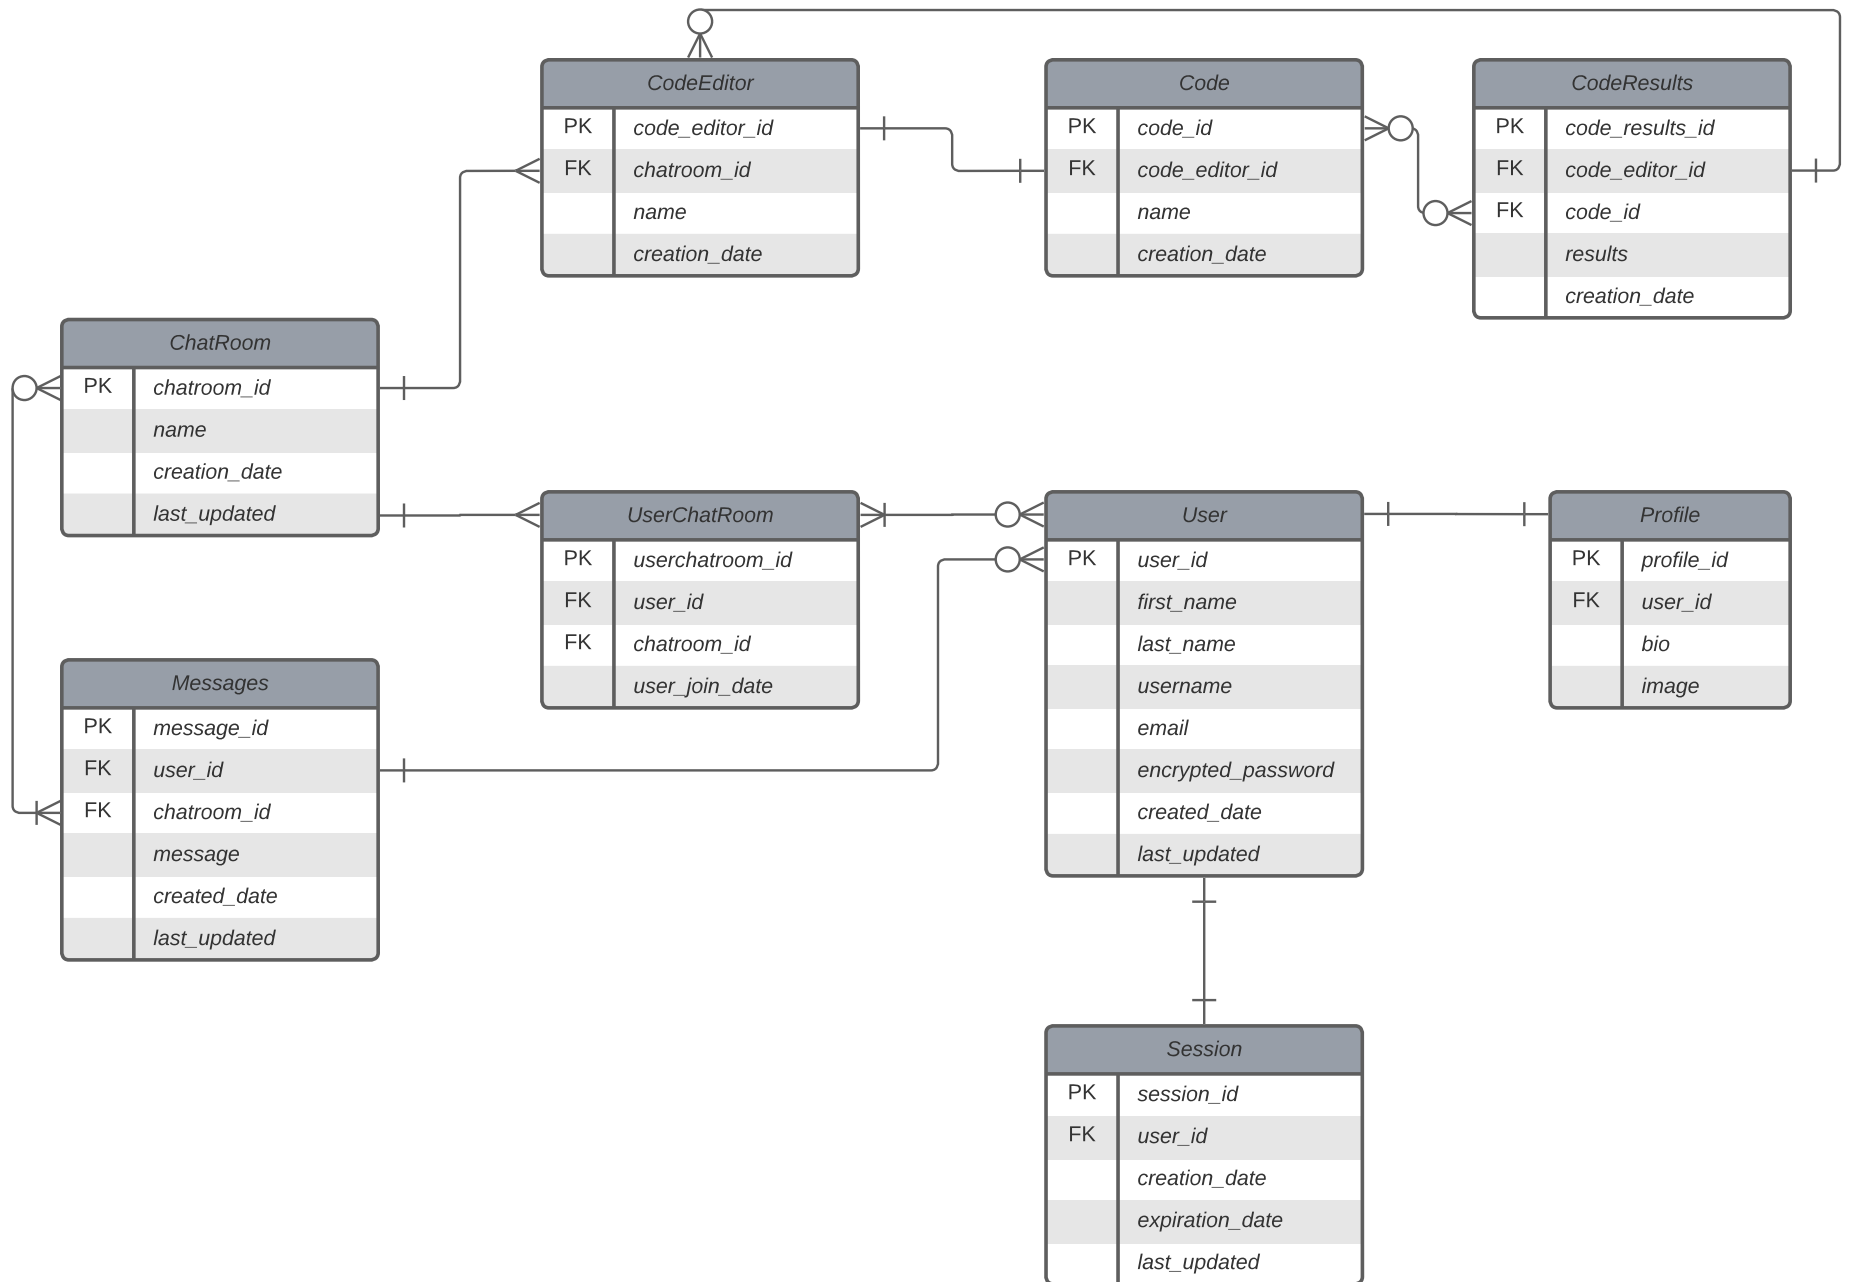 CodeEditor
PK code_editor_id
FK chatroom_id
name
creation_date
Code
PK code_id
FK code_editor_id
name
creation_date
CodeResults
PK code_results_id
FK code_editor_id
FK code_id
results
creation_date
ChatRoom
PK chatroom_id
name
creation_date
last_updated
UserChatRoom
PK userchatroom_id
FK user_id
FK chatroom_id
user_join_date
User
PK user_id
first_name
last_name
username
email
encrypted_password
created_date
last_updated
Profile
PK profile_id
FK user_id
bio
image
Messages
PK message_id
FK user_id
FK chatroom_id
message
created_date
last_updated
Session
PK session_id
FK user_id
creation_date
expiration_date
last_updated